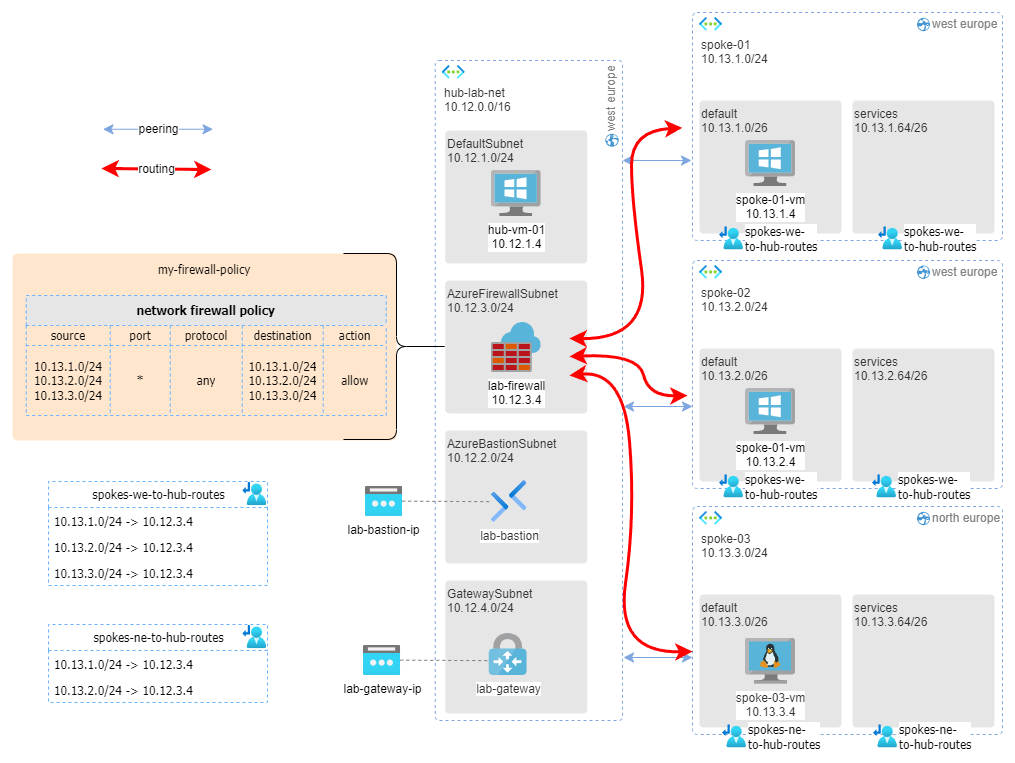 peering
routing
my-firewall-policy
network firewall policy
source port protocol destination action
10.13.1.0/24
10.13.2.0/24
10.13.3.0/24
*
any
10.13.1.0/24
10.13.2.0/24
10.13.3.0/24
allow
spokes-we-to-hub-routes
10.13.1.0/24 -> 10.12.3.4
10.13.2.0/24 -> 10.12.3.4
10.13.3.0/24 -> 10.12.3.4
spokes-ne-to-hub-routes
10.13.1.0/24 -> 10.12.3.4
10.13.2.0/24 -> 10.12.3.4
lab-bastion-ip
lab-gateway-ip
hub-lab-net
10.12.0.0/16
west europe
DefaultSubnet
10.12.1.0/24
hub-vm-01
10.12.1.4
AzureFirewallSubnet
10.12.3.0/24
lab-firewall
10.12.3.4
AzureBastionSubnet
10.12.2.0/24
lab-bastion
GatewaySubnet
10.12.4.0/24
lab-gateway
west europe
spoke-01
10.13.1.0/24
default
10.13.1.0/26
spoke-01-vm
10.13.1.4
spokes-we-
to-hub-routes
services
10.13.1.64/26
spokes-we-
to-hub-routes
west europe
spoke-02
10.13.2.0/24
default
10.13.2.0/26
spoke-01-vm
10.13.2.4
spokes-we-
to-hub-routes
services
10.13.2.64/26
spokes-we-
to-hub-routes
north europe
spoke-03
10.13.3.0/24
default
10.13.3.0/26
spoke-03-vm
10.13.3.4
spokes-ne-
to-hub-routes
services
10.13.3.64/26
spokes-ne-
to-hub-routes